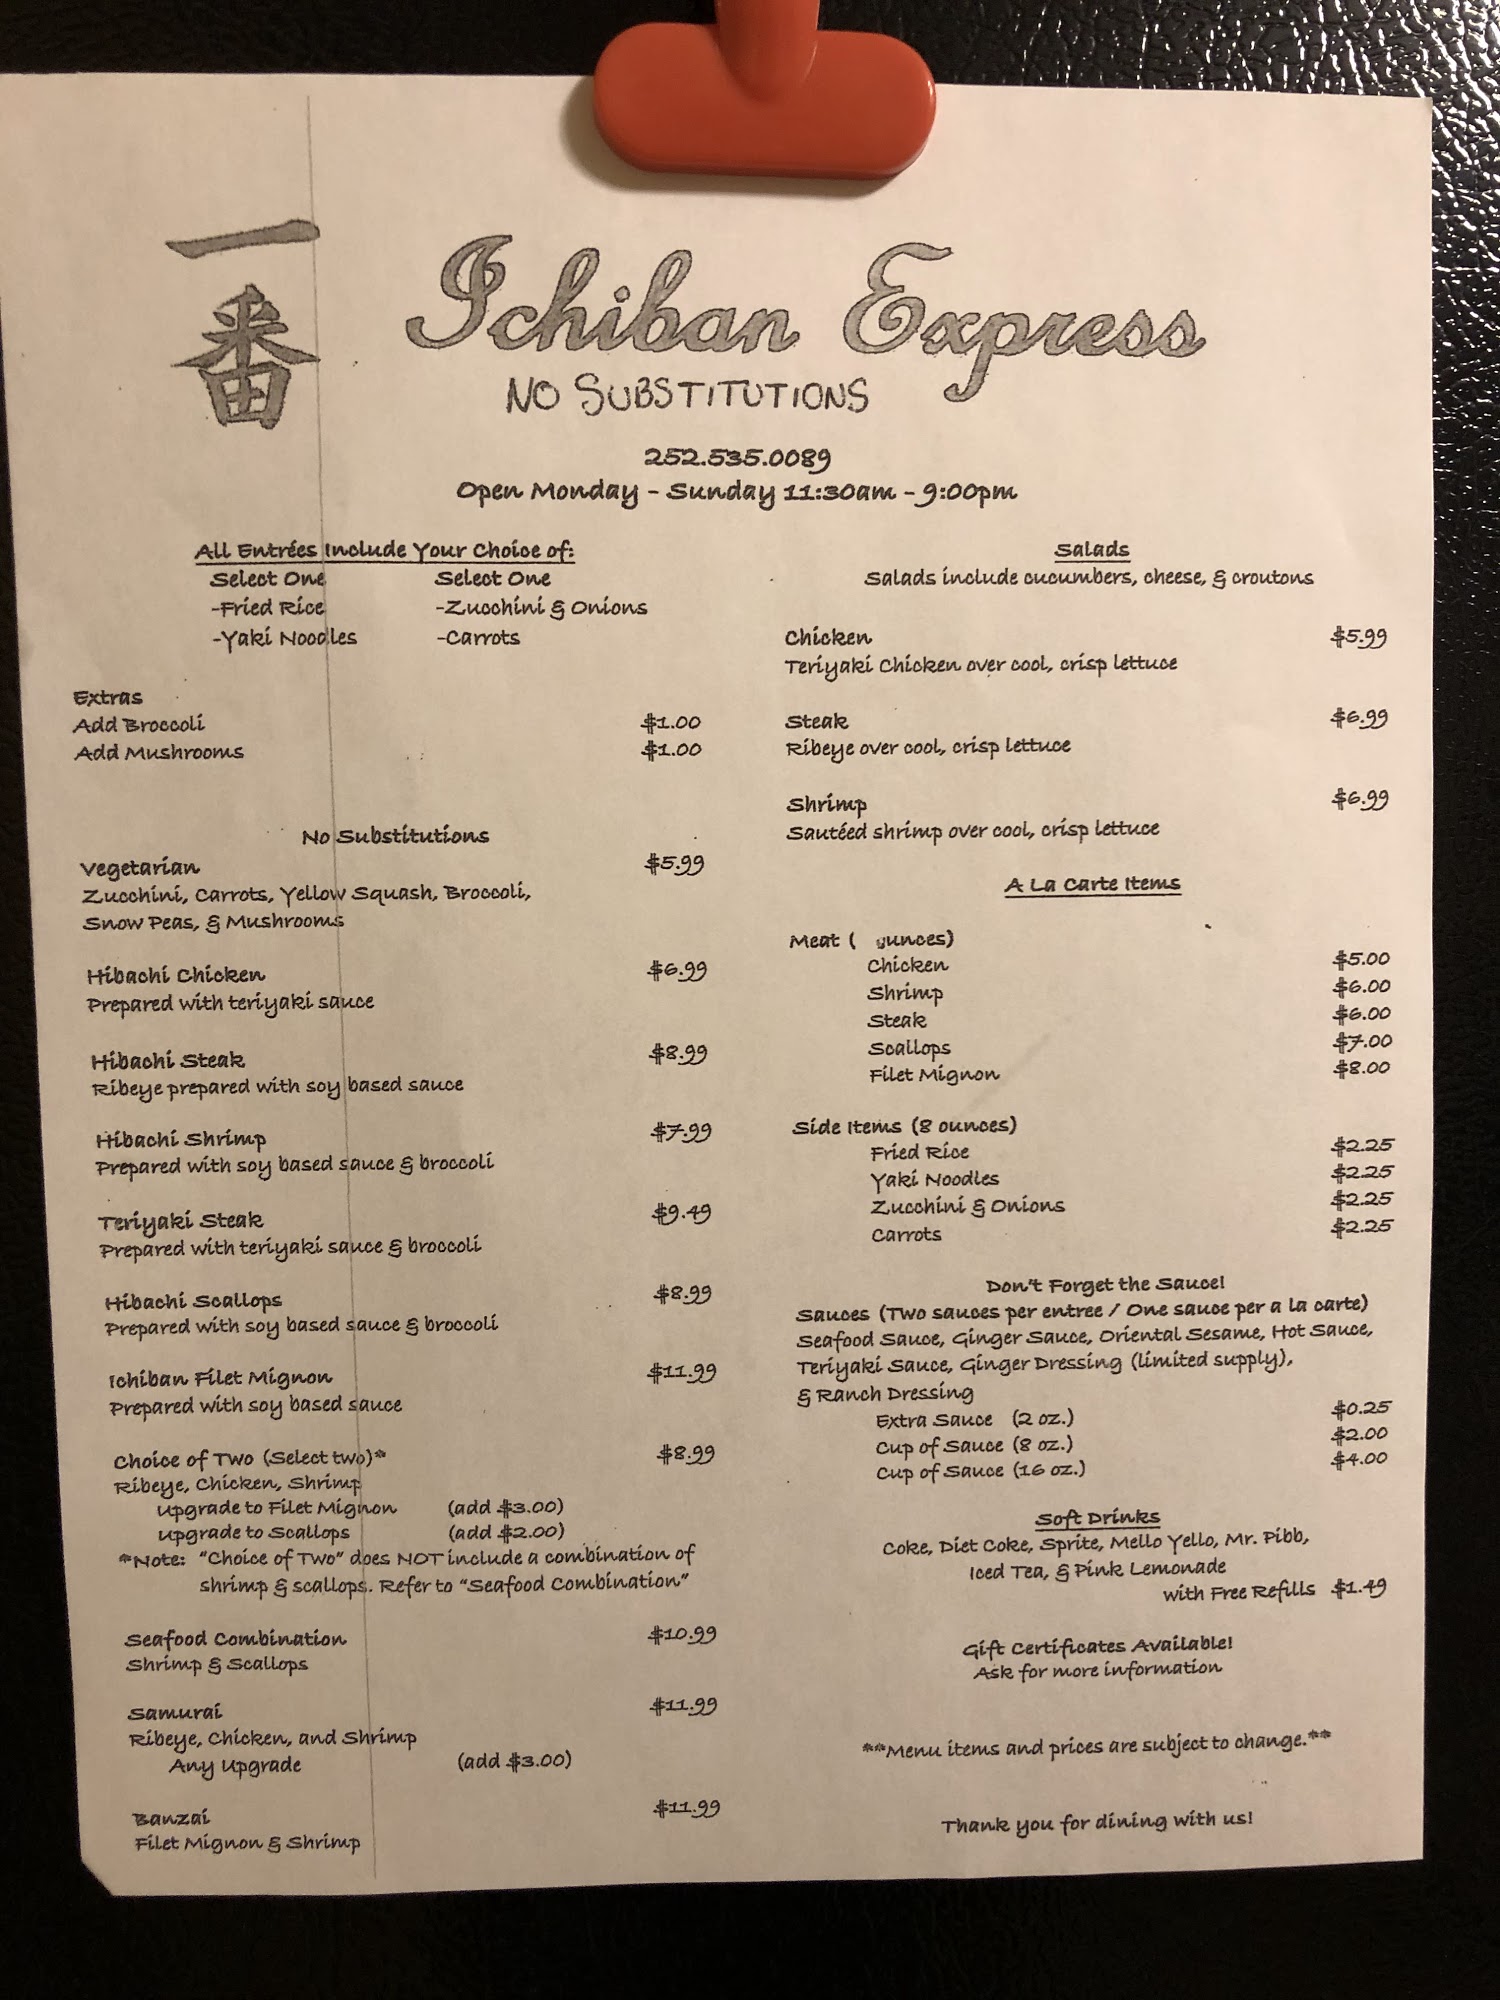 一番
Ichiban Express
NO SUBSTITUTIONS
252.535.0089
Open Monday - Sunday 11:30am - 9:00pm
All Entrées Include Your Choice of:
Select One Select One
-Fried Rice -Zucchini & Onions
-Yaki Noodles -Carrots
Extras
Add Broccoli $1.00
Add Mushrooms $1.00
No Substitutions
Vegetarian $5.99
Zucchini, Carrots, Yellow Squash, Broccoli,
Snow Peas, & Mushrooms
Hibachi Chicken $6.99
Prepared with teriyaki sauce
Hibachi Steak $8.99
Ribeye prepared with soy based sauce
Hibachi Shrimp $7.99
Prepared with soy based sauce & broccoli
Teriyaki Steak $9.49
Prepared with teriyaki sauce & broccoli
Hibachi Scallops $8.99
Prepared with soy based sauce & broccoli
Ichiban Filet Mignon $11.99
Prepared with soy based sauce
Choice of Two (Select two)* $8.99
Ribeye, Chicken, Shrimp
Upgrade to Filet Mignon (add $3.00)
Upgrade to Scallops (add $2.00)
*Note: "Choice of Two" does NOT include a combination of
shrimp & scallops. Refer to "Seafood Combination"
Seafood Combination $10.99
Shrimp & Scallops
Samurai $11.99
Ribeye, Chicken, and Shrimp
Any Upgrade (add $3.00)
Banzai $11.99
Filet Mignon & Shrimp
Salads
Salads include cucumbers, cheese, & croutons
Chicken $5.99
Teriyaki Chicken over cool, crisp lettuce
Steak $6.99
Ribeye over cool, crisp lettuce
Shrimp $6.99
Sautéed shrimp over cool, crisp lettuce
A La Carte Items
Meat ( ounces)
Chicken $5.00
Shrimp $6.00
Steak $6.00
Scallops $7.00
Filet Mignon $8.00
Side Items (8 ounces)
Fried Rice $2.25
Yaki Noodles $2.25
Zucchini & Onions $2.25
Carrots $2.25
Don't Forget the Sauce!
Sauces (Two sauces per entree / One sauce per a la carte)
Seafood Sauce, Ginger Sauce, Oriental Sesame, Hot Sauce,
Teriyaki Sauce, Ginger Dressing (limited supply),
& Ranch Dressing
Extra Sauce (2 oz.) $0.25
Cup of Sauce (8 oz.) $2.00
Cup of Sauce (16 oz.) $4.00
Soft Drinks
Coke, Diet Coke, Sprite, Mello Yello, Mr. Pibb,
Iced Tea, & Pink Lemonade
with Free Refills $1.49
Gift Certificates Available!
Ask for more information
**Menu items and prices are subject to change.**
Thank you for dining with us!